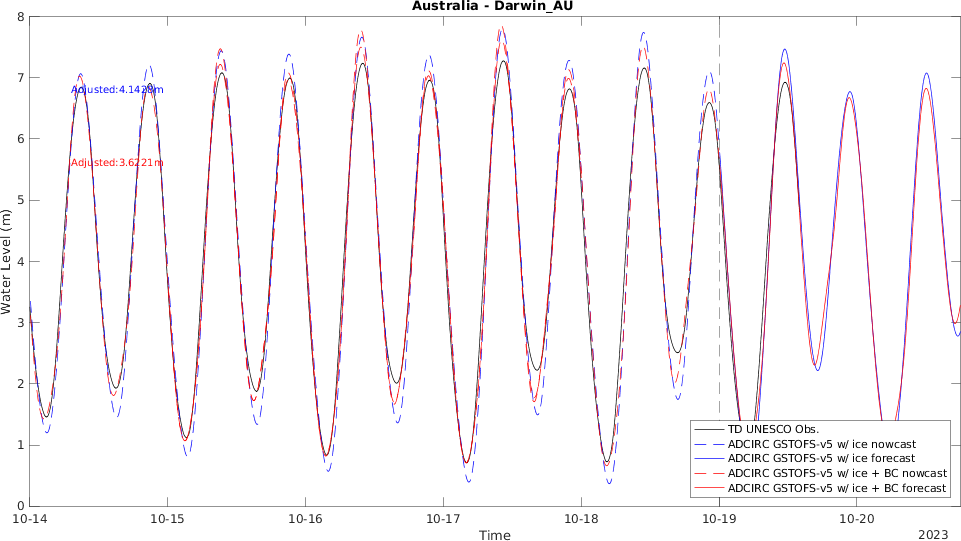 Australia - Darwin_AU
8
7
6
5
4
3
2
1
0
Water Level (m)
Adjusted:4.1428m
Adjusted:3.6221m
TD UNESCO Obs.
ADCIRC GSTOFS-v5 w/ ice nowcast
ADCIRC GSTOFS-v5 w/ ice forecast
ADCIRC GSTOFS-v5 w/ ice + BC nowcast
ADCIRC GSTOFS-v5 w/ ice + BC forecast
10-14
10-15
10-16
10-17
10-18
10-19
10-20
Time
2023